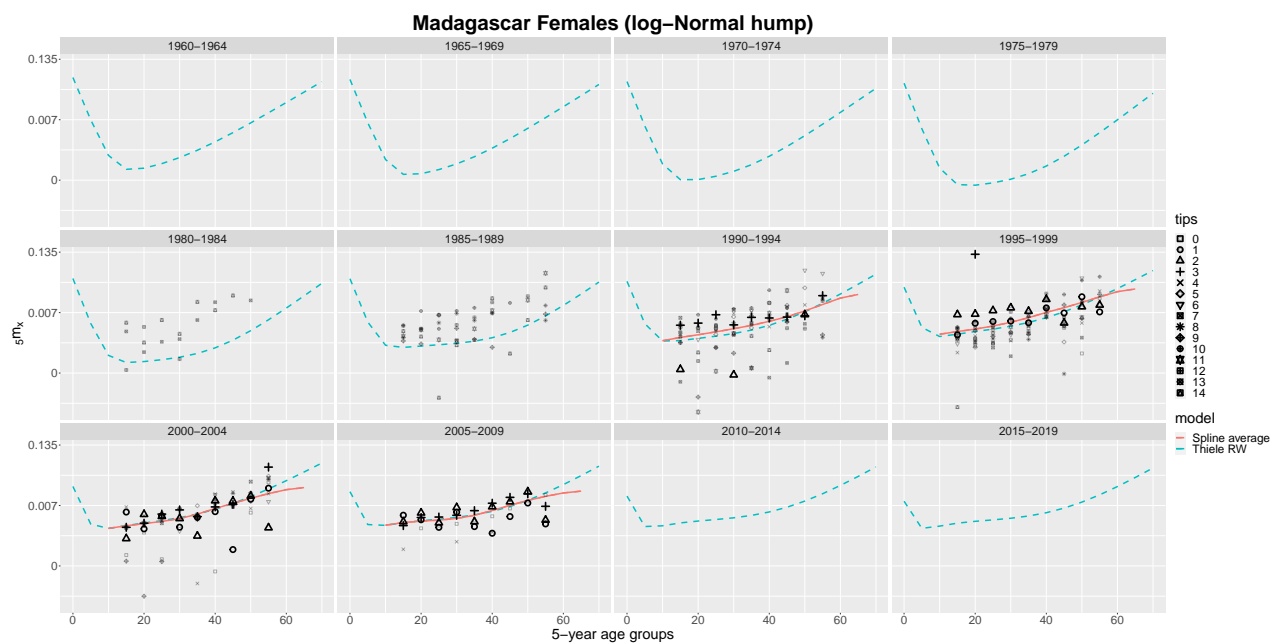 Madagascar Females (log−Normal hump)
1960−1964 1965−1969 1970−1974 1975−1979
0.135
0.007
0
1980−1984 1985−1989 1990−1994 1995−1999
0.135
0.007
0
2000−2004 2005−2009 2010−2014 2015−2019
0.135
0.007
0
0 20 40 60 0 20 40 60 0 20 40 60 0 20 40 60
5−year age groups
5mx
tips
0
1
2
3
4
5
6
7
8
9
10
11
12
13
14
model
Spline average
Thiele RW